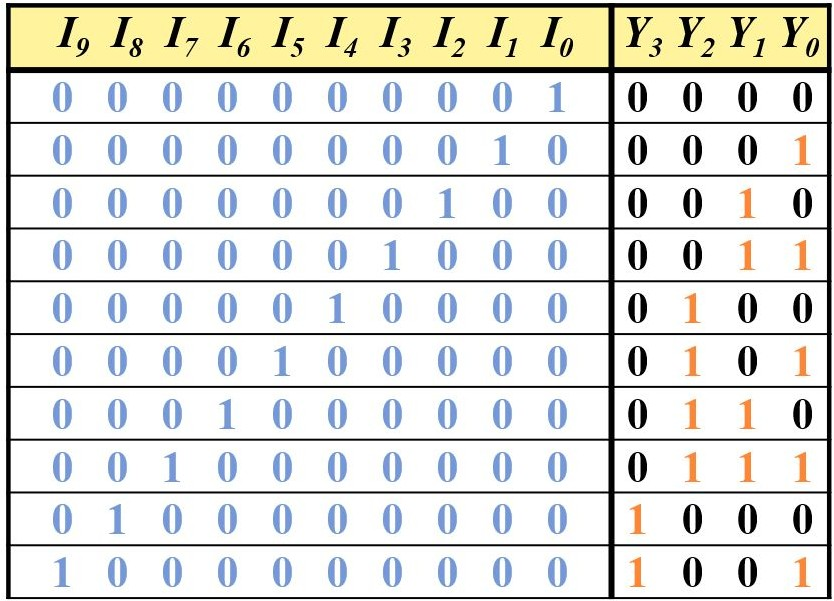 I9 I8 I7 I6 I5 I4 I3 I2 I1 I0 Y3 Y2 Y1 Y0
0 0 0 0 0 0 0 0 0 1 0 0 0 0
0 0 0 0 0 0 0 0 1 0 0 0 0 1
0 0 0 0 0 0 0 1 0 0 0 0 1 0
0 0 0 0 0 0 1 0 0 0 0 0 1 1
0 0 0 0 0 1 0 0 0 0 0 1 0 0
0 0 0 0 1 0 0 0 0 0 0 1 0 1
0 0 0 1 0 0 0 0 0 0 0 1 1 0
0 0 1 0 0 0 0 0 0 0 0 1 1 1
0 1 0 0 0 0 0 0 0 0 1 0 0 0
1 0 0 0 0 0 0 0 0 0 1 0 0 1